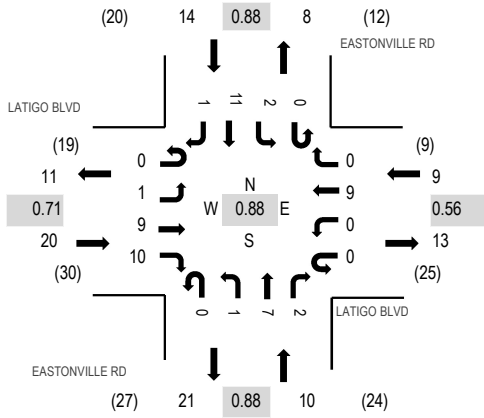 (20) 14 0.88 8 (12)
EASTONVILLE RD
LATIGO BLVD
1 11 2 0
(19) 0 0 (9)
11 1 N 9 9
0.71 W 0.88 E 0.56
20 9 S 0 13
(30) 10 0 (25)
0 1 7 2
LATIGO BLVD
EASTONVILLE RD
(27) 21 0.88 10 (24)